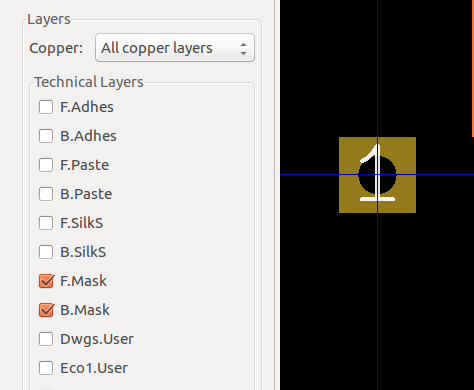 Layers
Copper: All copper layers
Technical Layers
F.Adhes
B.Adhes
F.Paste
B.Paste
F.SilkS
B.SilkS
F.Mask
B.Mask
Dwgs.User
Eco1.User
1